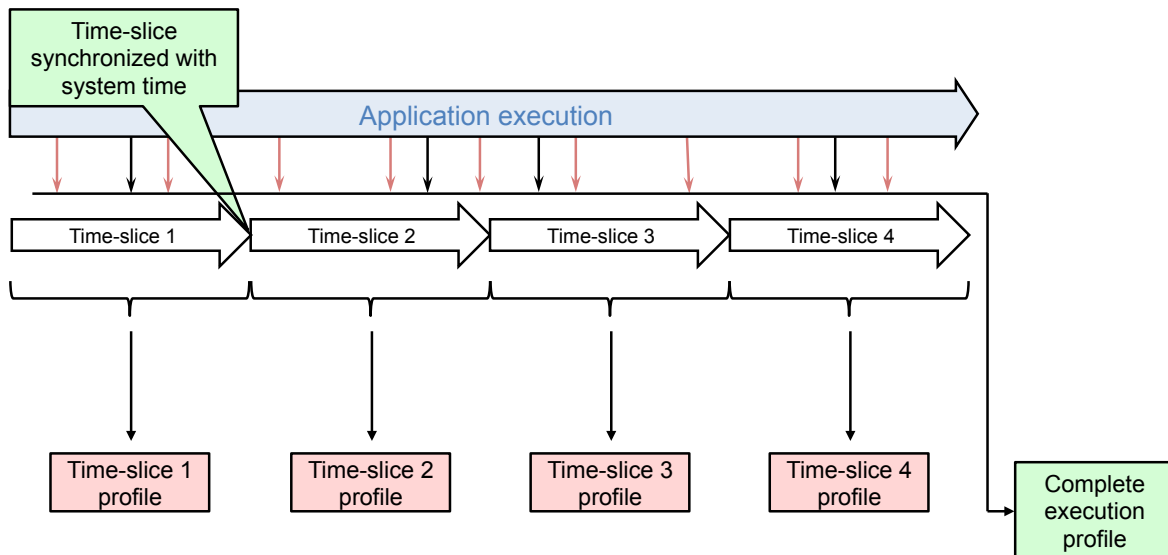 Time-slice
synchronized with
system time
Application execution
Time-slice 1
Time-slice 2
Time-slice 3
Time-slice 4
Time-slice 1
profile
Time-slice 2
profile
Time-slice 3
profile
Time-slice 4
profile
Complete
execution
profile